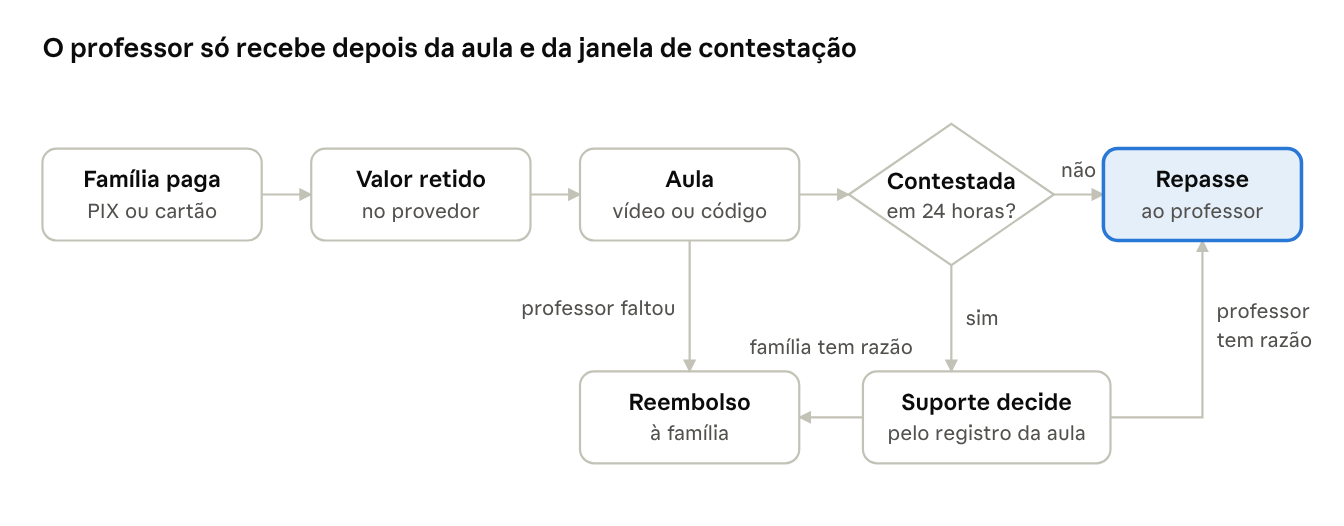 O professor só recebe depois da aula e da janela de contestação
Família paga
PIX ou cartão
Valor retido
no provedor
Aula
vídeo ou código
Contestada
em 24 horas?
não
Repasse
ao professor
professor faltou
sim
professor
tem razão
família tem razão
Reembolso
à família
Suporte decide
pelo registro da aula